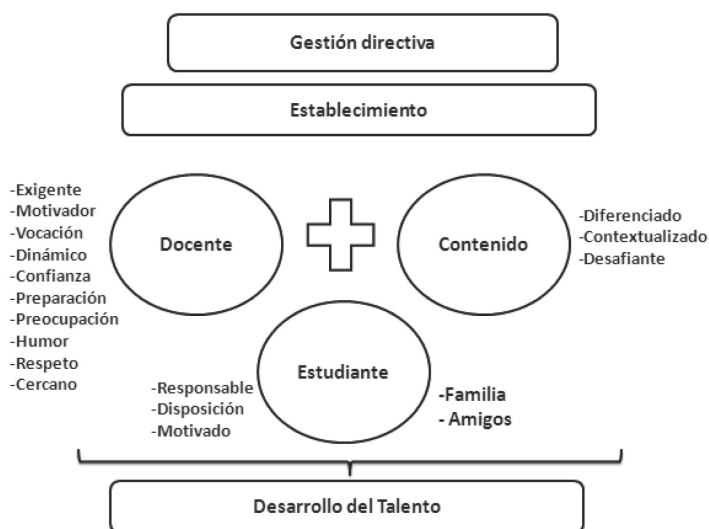 Gestión directiva
Establecimiento
-Exigente
-Motivador
-Vocación
-Dinámico
-Confianza
-Preparación
-Preocupación
-Humor
-Respeto
-Cercano
Docente
Contenido
-Diferenciado
-Contextualizado
-Desafiante
Estudiante
-Responsable
-Disposición
-Motivado
-Familia
- Amigos
Desarrollo del Talento